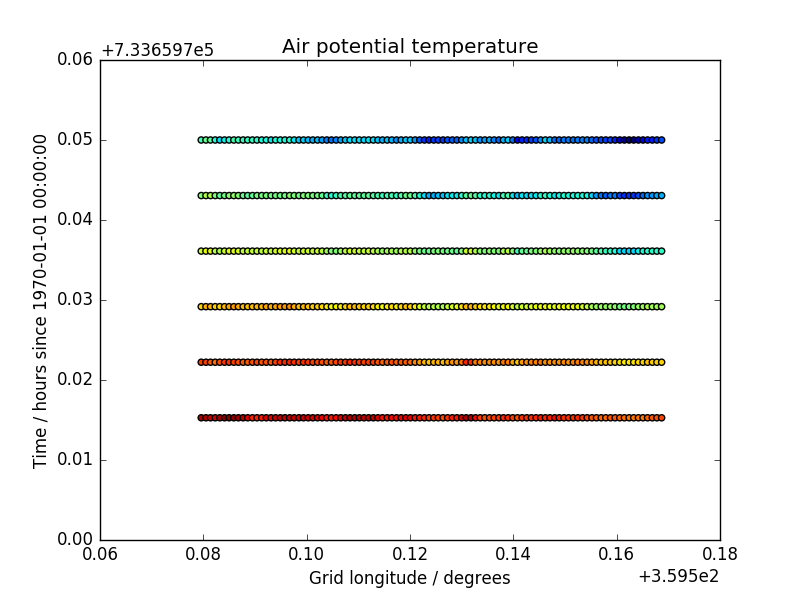 +7.336597e5
Air potential temperature
0.06
0.05
0.04
0.03
0.02
0.01
0.00
Time / hours since 1970-01-01 00:00:00
0.06 0.08 0.10 0.12 0.14 0.16 0.18
Grid longitude / degrees
+3.595e2